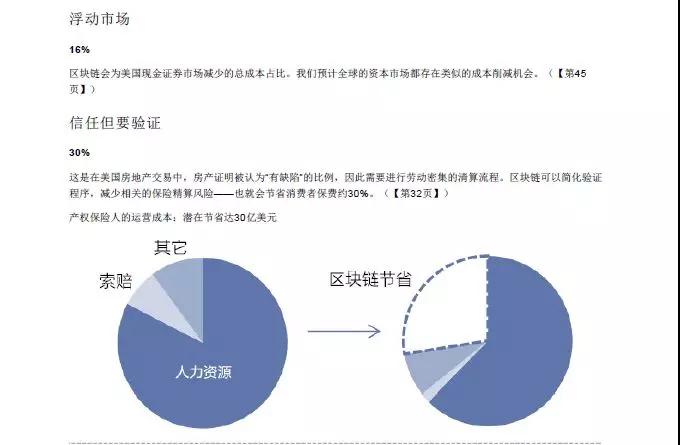 浮动市场
16%
区块链会为美国现金证券市场减少的总成本占比。我们预计全球的资本市场都存在类似的成本削减机会。（【第45
页】）
信任但要验证
30%
这是在美国房地产交易中，房产证明被认为“有缺陷”的比例，因此需要进行劳动密集的清算流程。区块链可以简化验证
程序，减少相关的保险精算风险——也就会节省消费者保费约30%。（【第32页】）
产权保险人的运营成本：潜在节省达30亿美元
其它
索赔
区块链节省
人力资源